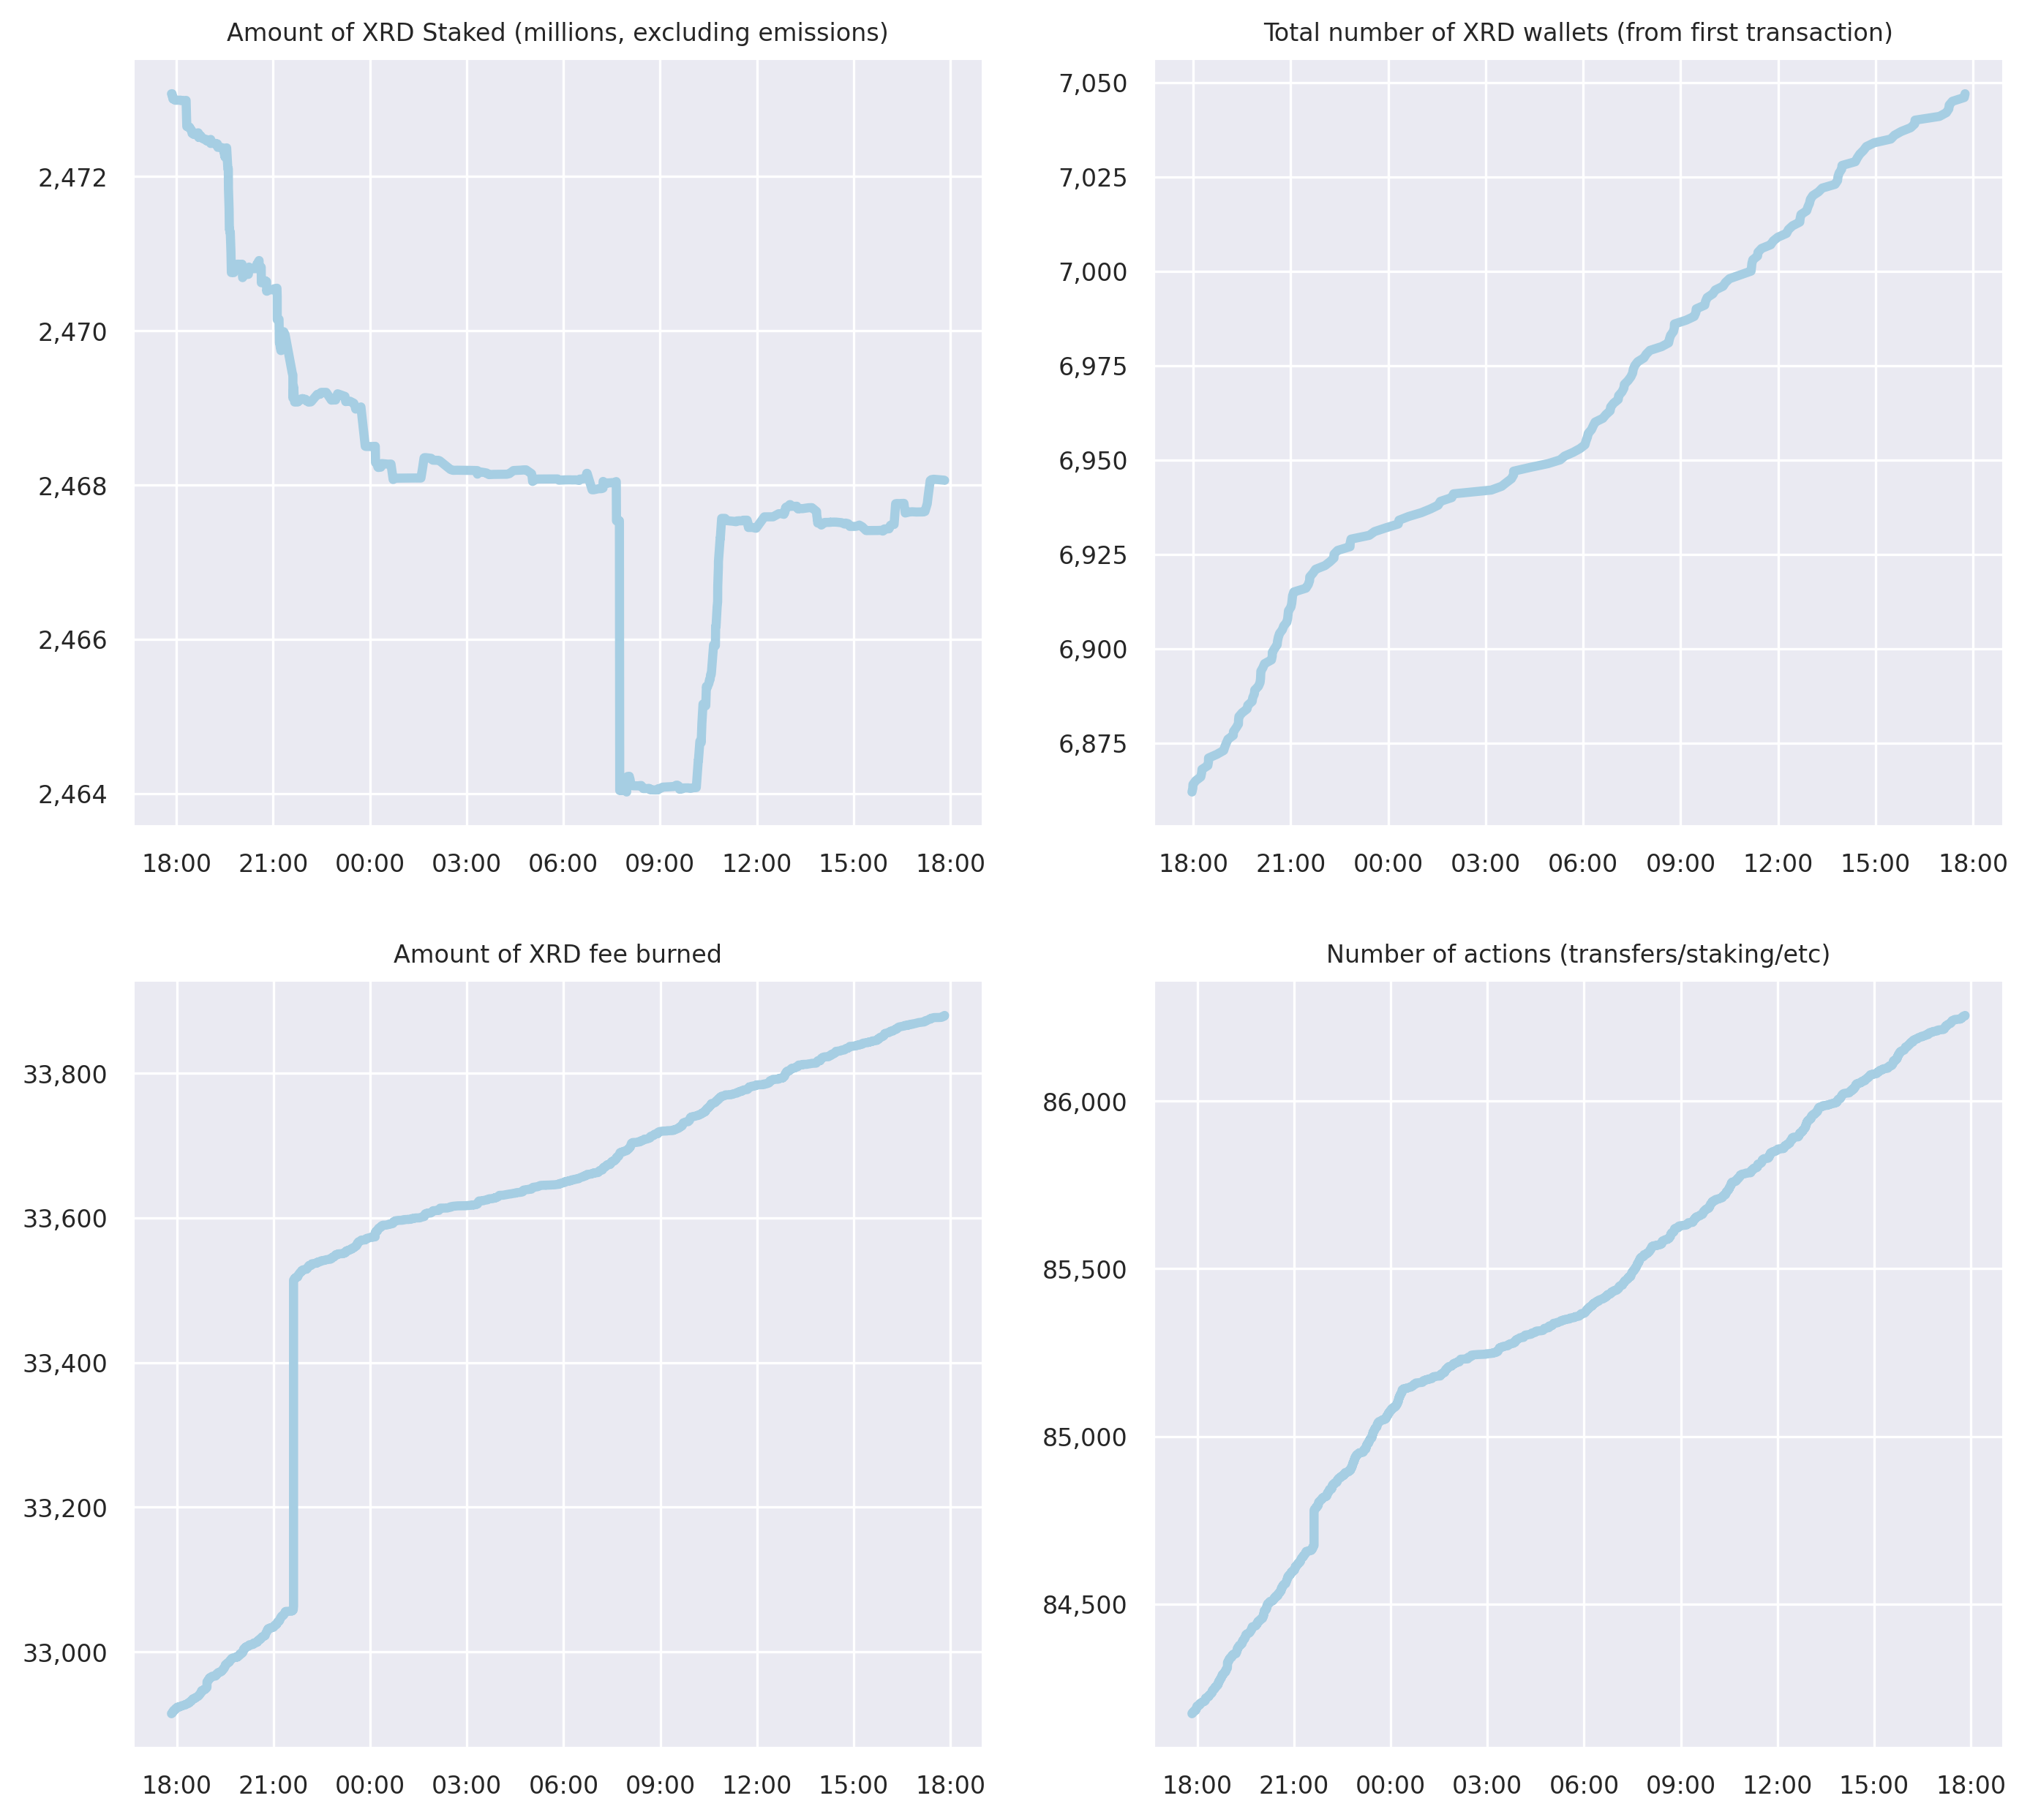 Amount of XRD Staked (millions, excluding emissions)
2,472
2,470
2,468
2,466
2,464
18:00 21:00 00:00 03:00 06:00 09:00 12:00 15:00 18:00
Total number of XRD wallets (from first transaction)
7,050
7,025
7,000
6,975
6,950
6,925
6,900
6,875
18:00 21:00 00:00 03:00 06:00 09:00 12:00 15:00 18:00
Amount of XRD fee burned
33,800
33,600
33,400
33,200
33,000
18:00 21:00 00:00 03:00 06:00 09:00 12:00 15:00 18:00
Number of actions (transfers/staking/etc)
86,000
85,500
85,000
84,500
18:00 21:00 00:00 03:00 06:00 09:00 12:00 15:00 18:00